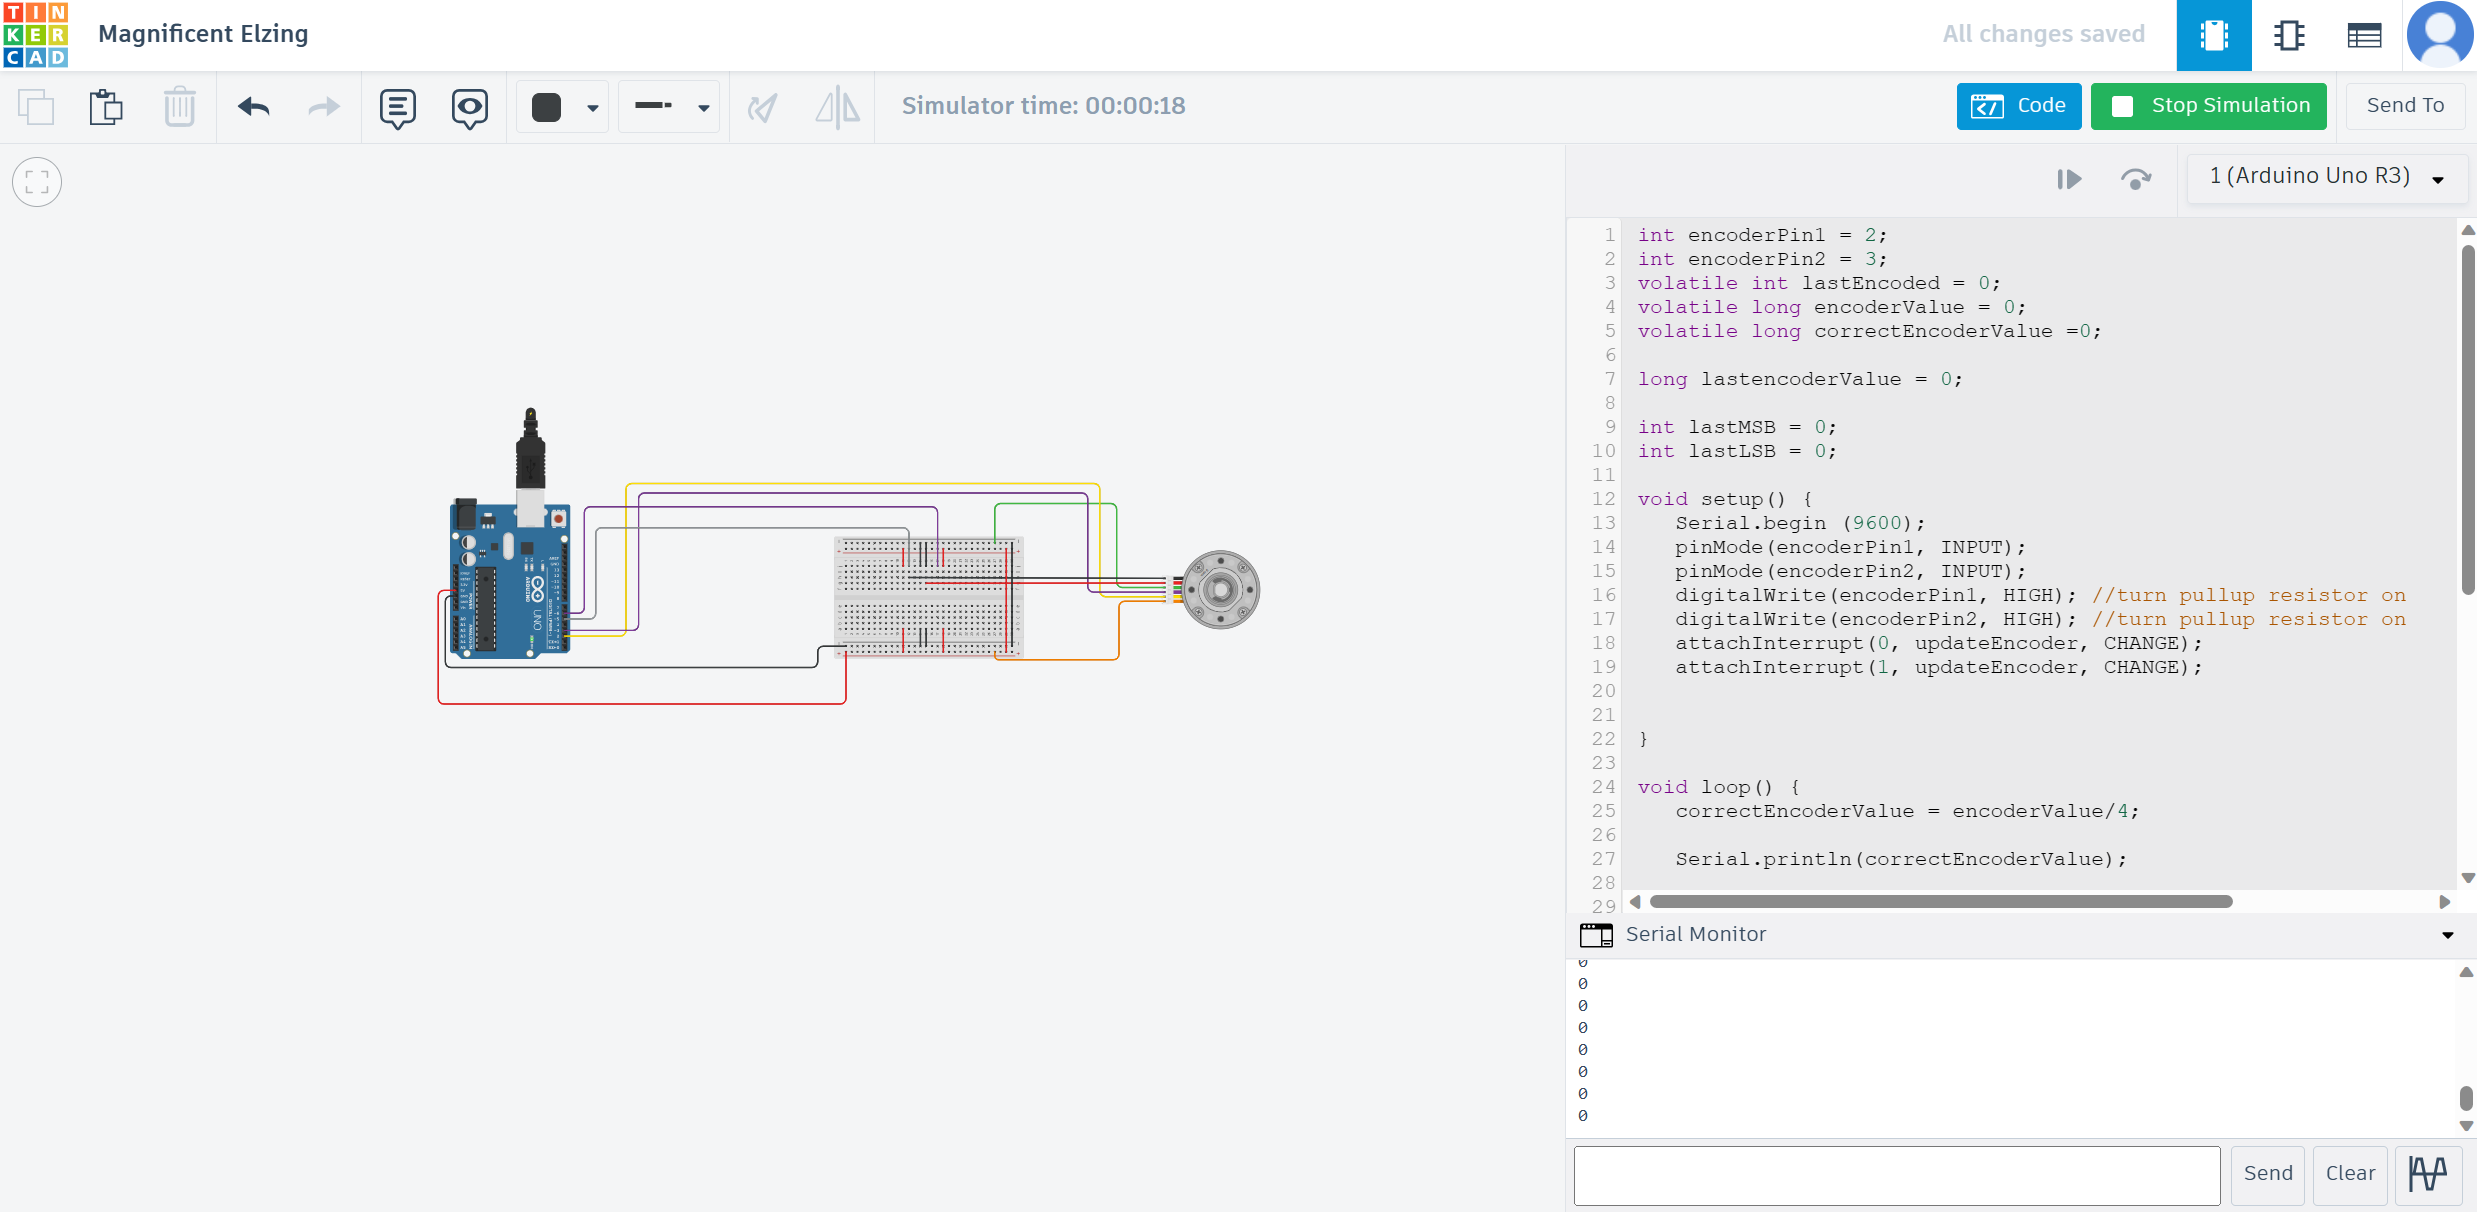 TIN
KER
CAD
Magnificent Elzing
All changes saved
Simulator time: 00:00:18
Code
Stop Simulation
Send To
1 (Arduino Uno R3)
1 int encoderPin1 = 2;
2 int encoderPin2 = 3;
3 volatile int lastEncoded = 0;
4 volatile long encoderValue = 0;
5 volatile long correctEncoderValue =0;
6
7 long lastencoderValue = 0;
8
9 int lastMSB = 0;
10 int lastLSB = 0;
11
12 void setup() {
13 Serial.begin (9600);
14 pinMode(encoderPin1, INPUT);
15 pinMode(encoderPin2, INPUT);
16 digitalWrite(encoderPin1, HIGH); //turn pullup resistor on
17 digitalWrite(encoderPin2, HIGH); //turn pullup resistor on
18 attachInterrupt(0, updateEncoder, CHANGE);
19 attachInterrupt(1, updateEncoder, CHANGE);
20
21
22 }
23
24 void loop() {
25 correctEncoderValue = encoderValue/4;
26
27 Serial.println(correctEncoderValue);
28
29
Serial Monitor
0
0
0
0
0
0
0
0
Send
Clear
ARDUINO
UNO